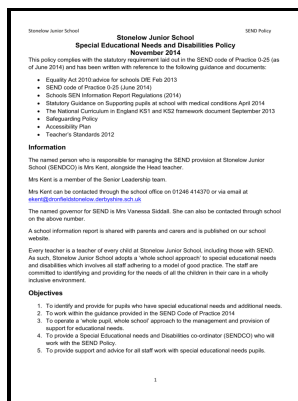 Stonelow Junior School SEND Policy
Stonelow Junior School
Special Educational Needs and Disabilities Policy
November 2014
This policy complies with the statutory requirement laid out in the SEND code of Practice 0-25 (as
of June 2014) and has been written with reference to the following guidance and documents:
• Equality Act 2010:advice for schools DfE Feb 2013
• SEND code of Practice 0-25 (June 2014)
• Schools SEN Information Report Regulations (2014)
• Statutory Guidance on Supporting pupils at school with medical conditions April 2014
• The National Curriculum in England KS1 and KS2 framework document September 2013
• Safeguarding Policy
• Accessibility Plan
• Teacher's Standards 2012
Information
The named person who is responsible for managing the SEND provision at Stonelow Junior
School (SENDCO) is Mrs Kent, alongside the Head teacher.
Mrs Kent is a member of the Senior Leadership team.
Mrs Kent can be contacted through the school office on 01246 414370 or via email at
ekent@dronfieldstonelow.derbyshire.sch.uk
The named governor for SEND is Mrs Vanessa Siddall. She can also be contacted through school
on the above number.
A school information report is shared with parents and carers and is published on our school
website.
Every teacher is a teacher of every child at Stonelow Junior School, including those with SEND.
As such, Stonelow Junior School adopts a 'whole school approach' to special educational needs
and disabilities which involves all staff adhering to a model of good practice. The staff are
committed to identifying and providing for the needs of all the children in their care in a wholly
inclusive environment.
Objectives
1. To identify and provide for pupils who have special educational needs and additional needs.
2. To work within the guidance provided in the SEND Code of Practice 2014
3. To operate a 'whole pupil, whole school' approach to the management and provision of
support for educational needs.
4. To provide a Special Educational needs and Disabilities co-ordinator (SENDCO) who will
work with the SEND Policy.
5. To provide support and advice for all staff work with special educational needs pupils.
1